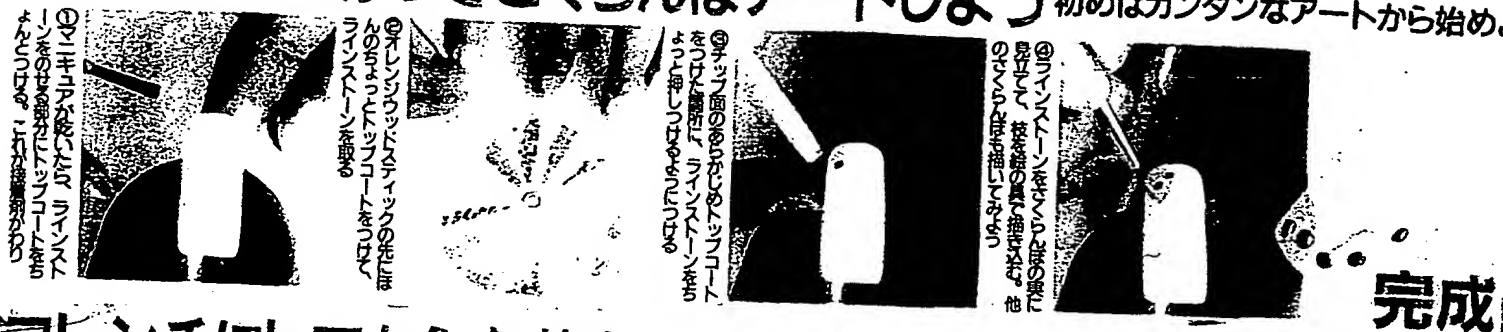 さくらんぼアートしよう
初めはカンタンなアートから始め
①マニキュアが乾いたら、ラインスト
ーンをのせる部分にトップコートをち
ょんとつける。これが接着剤がわり
②オレンジウッドスティックの先にほ
んのちょっとトップコートをつけて、
ラインストーンを取る
③チップ面のあらかじめトップコート
をつけた箇所に、ラインストーンをち
ょっと押しつけるようにつける
④ラインストーンをさくらんぼの実に
見立てて、枝を絵の具で描き込む。他
のさくらんぼも描いてみよう
完成